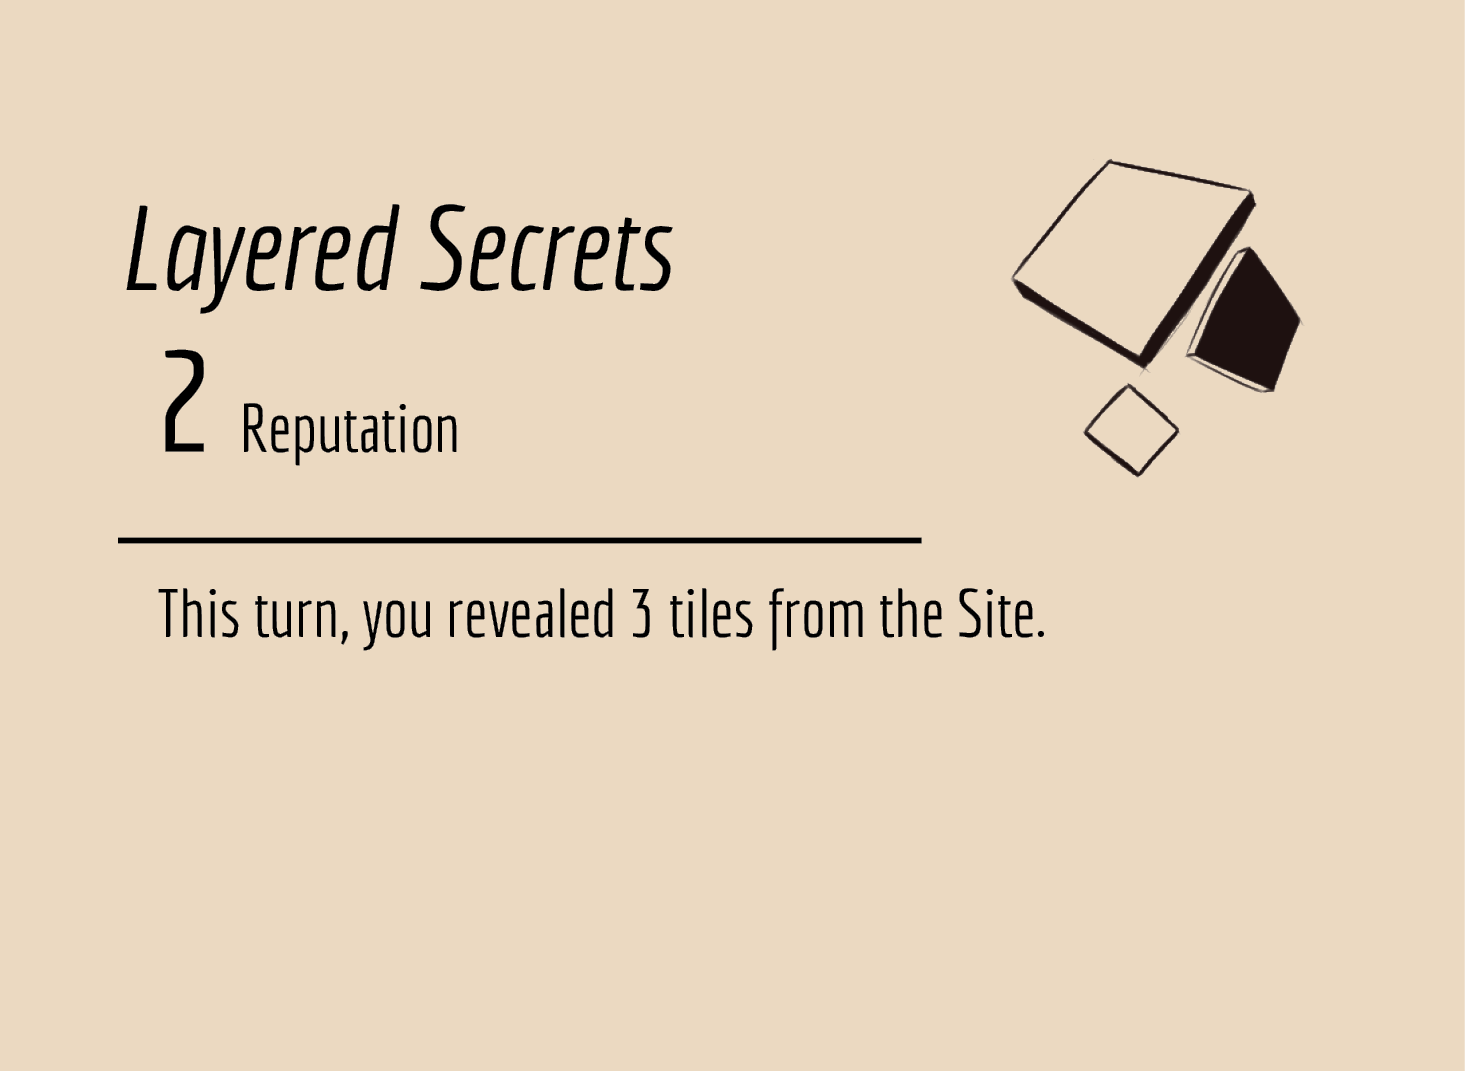 Layered Secrets
2 Reputation
This turn, you revealed 3 tiles from the Site.